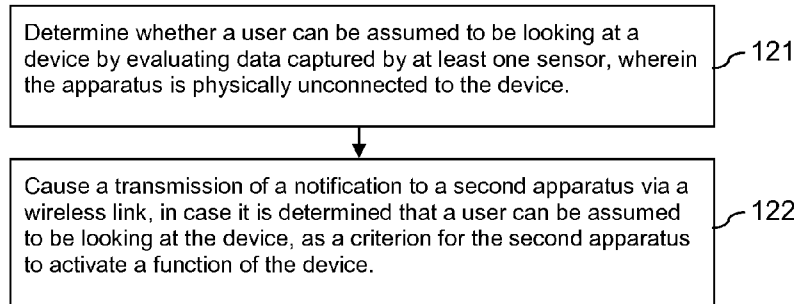 Determine whether a user can be assumed to be looking at a
device by evaluating data captured by at least one sensor, wherein
the apparatus is physically unconnected to the device.
121
Cause a transmission of a notification to a second apparatus via a
wireless link, in case it is determined that a user can be assumed
to be looking at the device, as a criterion for the second apparatus
to activate a function of the device.
122